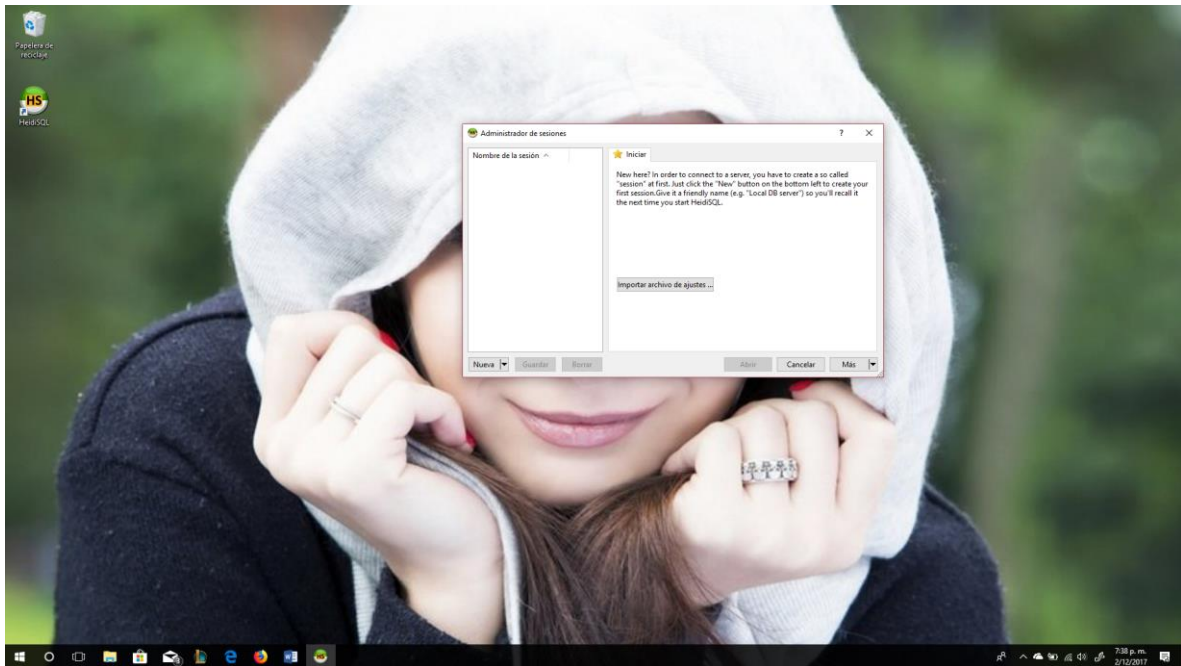 Papelera de
reciclaje
HS
HeidiSQL
Administrador de sesiones
Nombre de la sesión
Iniciar
New here? In order to connect to a server, you have to create a so called
"session" at first. Just click the "New" button on the bottom left to create your
first session.Give it a friendly name (e.g. "Local DB server") so you'll recall it
the next time you start HeidiSQL.
Importar archivo de ajustes ...
Nueva Guardar Borrar Abrir Cancelar Más
7:38 p. m.
2/12/2017